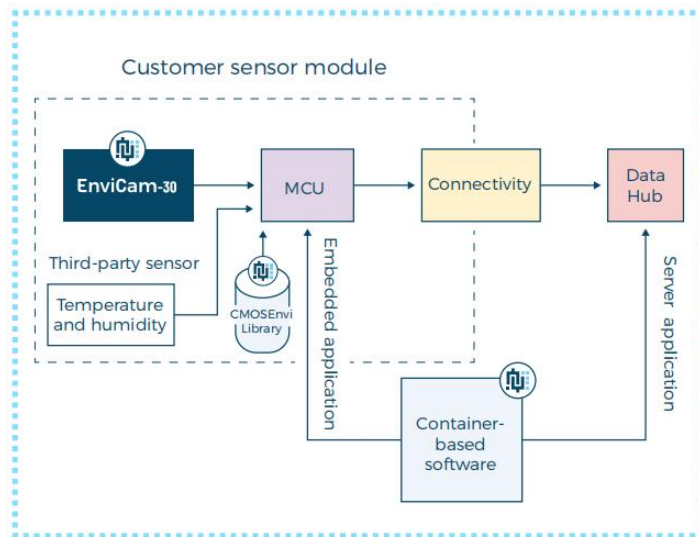 Customer sensor module
EnviCam-30
MCU
Connectivity
Data
Hub
Third-party sensor
Temperature
and humidity
CMOSEnvi
Library
Embedded application
Server application
Container-
based
software